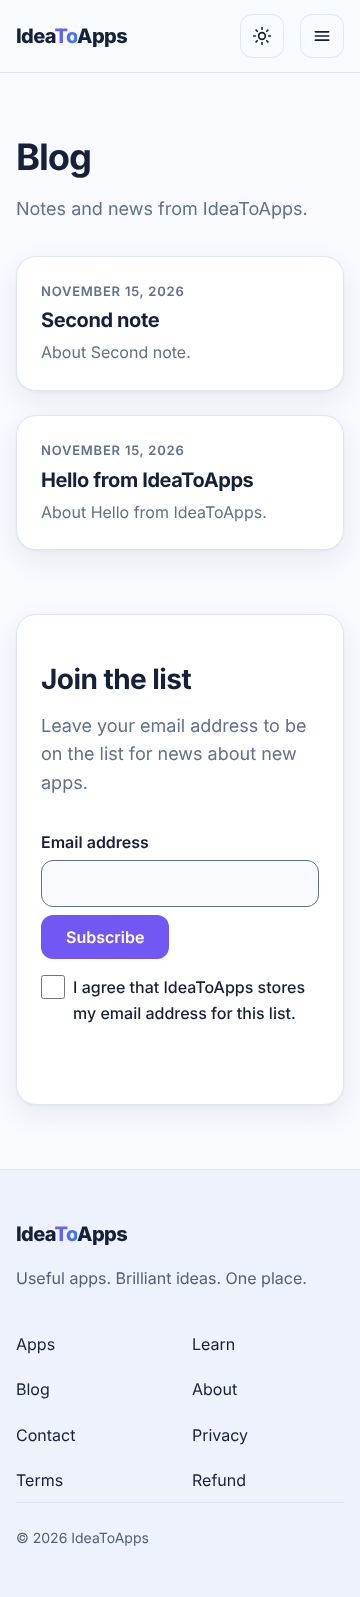 IdeaToApps
Blog
Notes and news from IdeaToApps.
NOVEMBER 15, 2026
Second note
About Second note.
NOVEMBER 15, 2026
Hello from IdeaToApps
About Hello from IdeaToApps.
Join the list
Leave your email address to be
on the list for news about new
apps.
Email address
Subscribe
I agree that IdeaToApps stores
my email address for this list.
IdeaToApps
Useful apps. Brilliant ideas. One place.
Apps
Learn
Blog
About
Contact
Privacy
Terms
Refund
© 2026 IdeaToApps